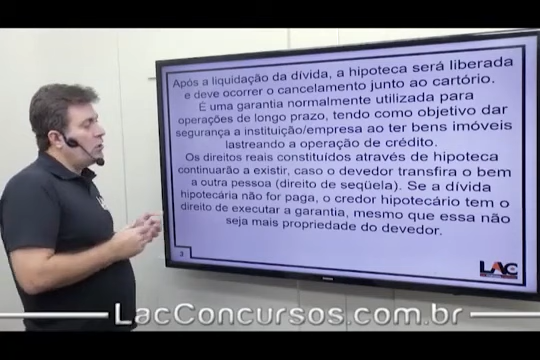 Após a liquidação da dívida, a hipoteca será liberada
e deve ocorrer o cancelamento junto ao cartório.
É uma garantia normalmente utilizada para
operações de longo prazo, tendo como objetivo dar
segurança a instituição/empresa ao ter bens imóveis
lastreando a operação de crédito.
Os direitos reais constituídos através de hipoteca
continuarão a existir, caso o devedor transfira o bem
a outra pessoa (direito de seqüela). Se a dívida
hipotecária não for paga, o credor hipotecário tem o
direito de executar a garantia, mesmo que essa não
seja mais propriedade do devedor.
3
LAC
LacConcursos.com.br